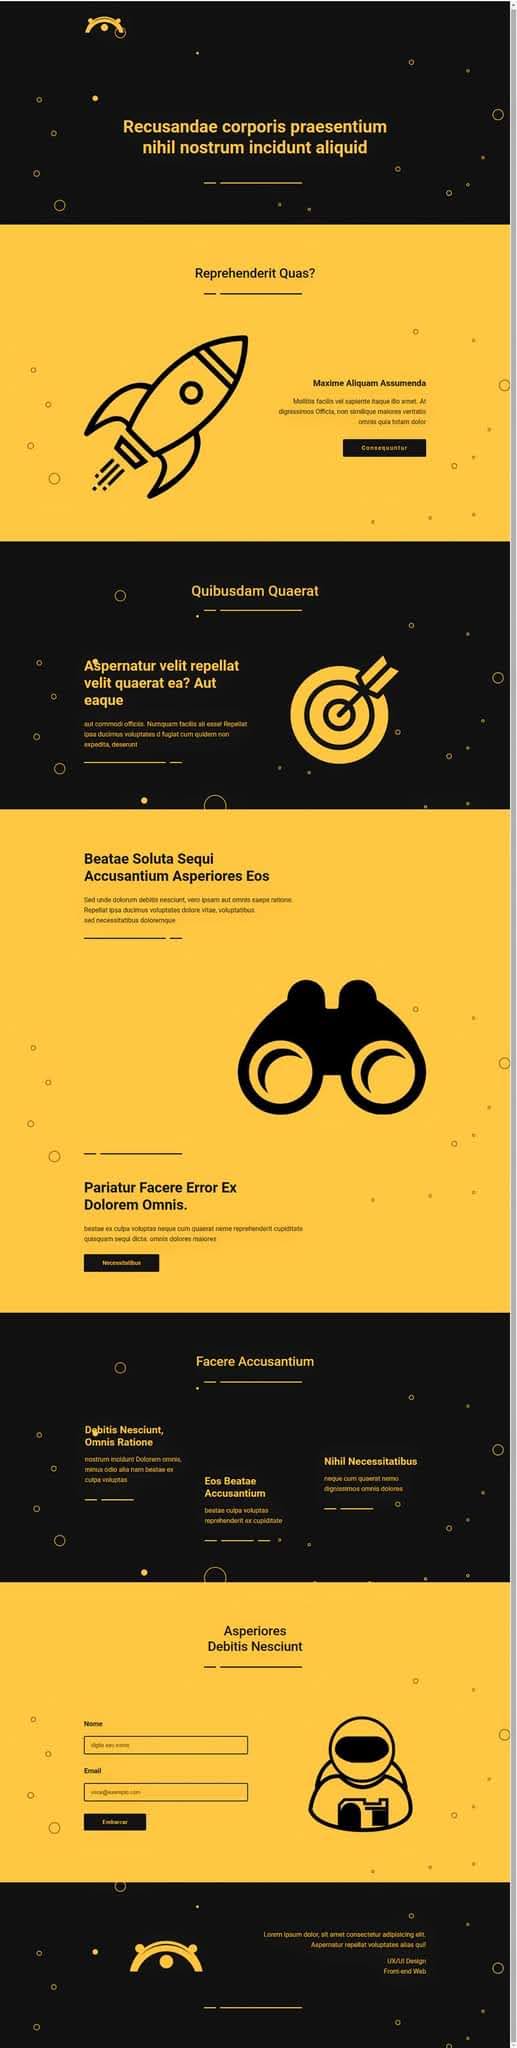 Recusandae corporis praesentium
nihil nostrum incidunt aliquid
Reprehenderit Quas?
Maxime Aliquam Assumenda
Mollitia facilis vel sapiente itaque illo amet. At
dignissimos Officia, non similique maiores veritatis
omnis quia totam dolor
Consequuntur
Quibusdam Quaerat
Aspernatur velit repellat
velit quaerat ea? Aut
eaque
aut commodi officiis. Numquam facilis ali esse! Repellat
ipsa ducimus voluptates d fugiat cum quidem non
expedita, deserunt
Beatae Soluta Sequi
Accusantium Asperiores Eos
Sed unde dolorum debitis nesciunt, vero ipsam aut omnis saepe ratione.
Repellat ipsa ducimus voluptates dolore vitae, voluptatibus.
sed necessitatibus doloremque
Pariatur Facere Error Ex
Dolorem Omnis.
beatae ex culpa voluptas neque cum quaerat nemo reprehenderit cupiditate
quisquam sequi dicta, omnis dolores maiores
Necessitatibus
Facere Accusantium
Debitis Nesciunt,
Omnis Ratione
nostrum incidunt Dolorem omnis,
minus odio alia nam beatae ex
culpa voluptas
Eos Beatae
Accusantium
beatae culpa voluptas
reprehenderit ex cupiditate
Nihil Necessitatibus
neque cum quaerat nemo
dignissimos omnis dolores
Asperiores
Debitis Nesciunt
Nome
digite seu nome
Email
voce@exemplo.com
Embarcar
Lorem ipsum dolor, sit amet consectetur adipisicing elit.
Aspernatur repellat voluptates alias qui!
UX/UI Design
Front-end Web